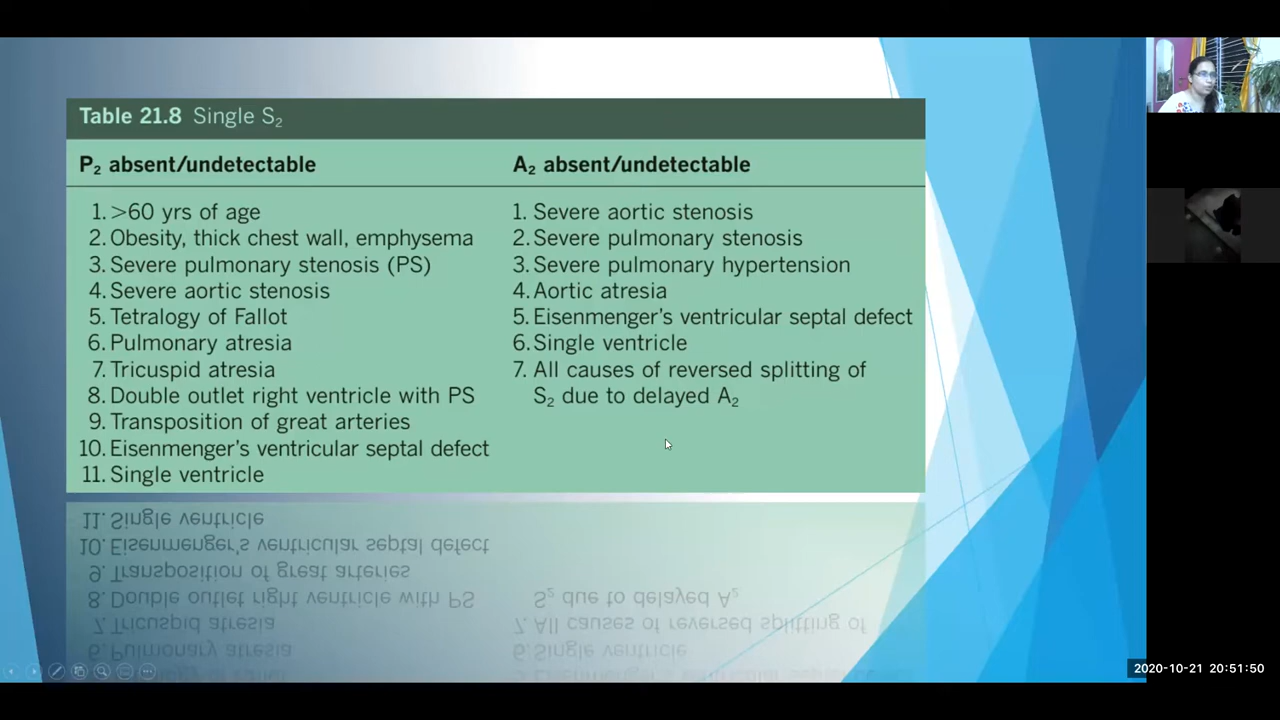 Table 21.8 Single S₂
P₂ absent/undetectable
1. >60 yrs of age
2. Obesity, thick chest wall, emphysema
3. Severe pulmonary stenosis (PS)
4. Severe aortic stenosis
5. Tetralogy of Fallot
6. Pulmonary atresia
7. Tricuspid atresia
8. Double outlet right ventricle with PS
9. Transposition of great arteries
10. Eisenmenger's ventricular septal defect
11. Single ventricle
A₂ absent/undetectable
1. Severe aortic stenosis
2. Severe pulmonary stenosis
3. Severe pulmonary hypertension
4. Aortic atresia
5. Eisenmenger's ventricular septal defect
6. Single ventricle
7. All causes of reversed splitting of
S₂ due to delayed A₂
2020-10-21 20:51:50